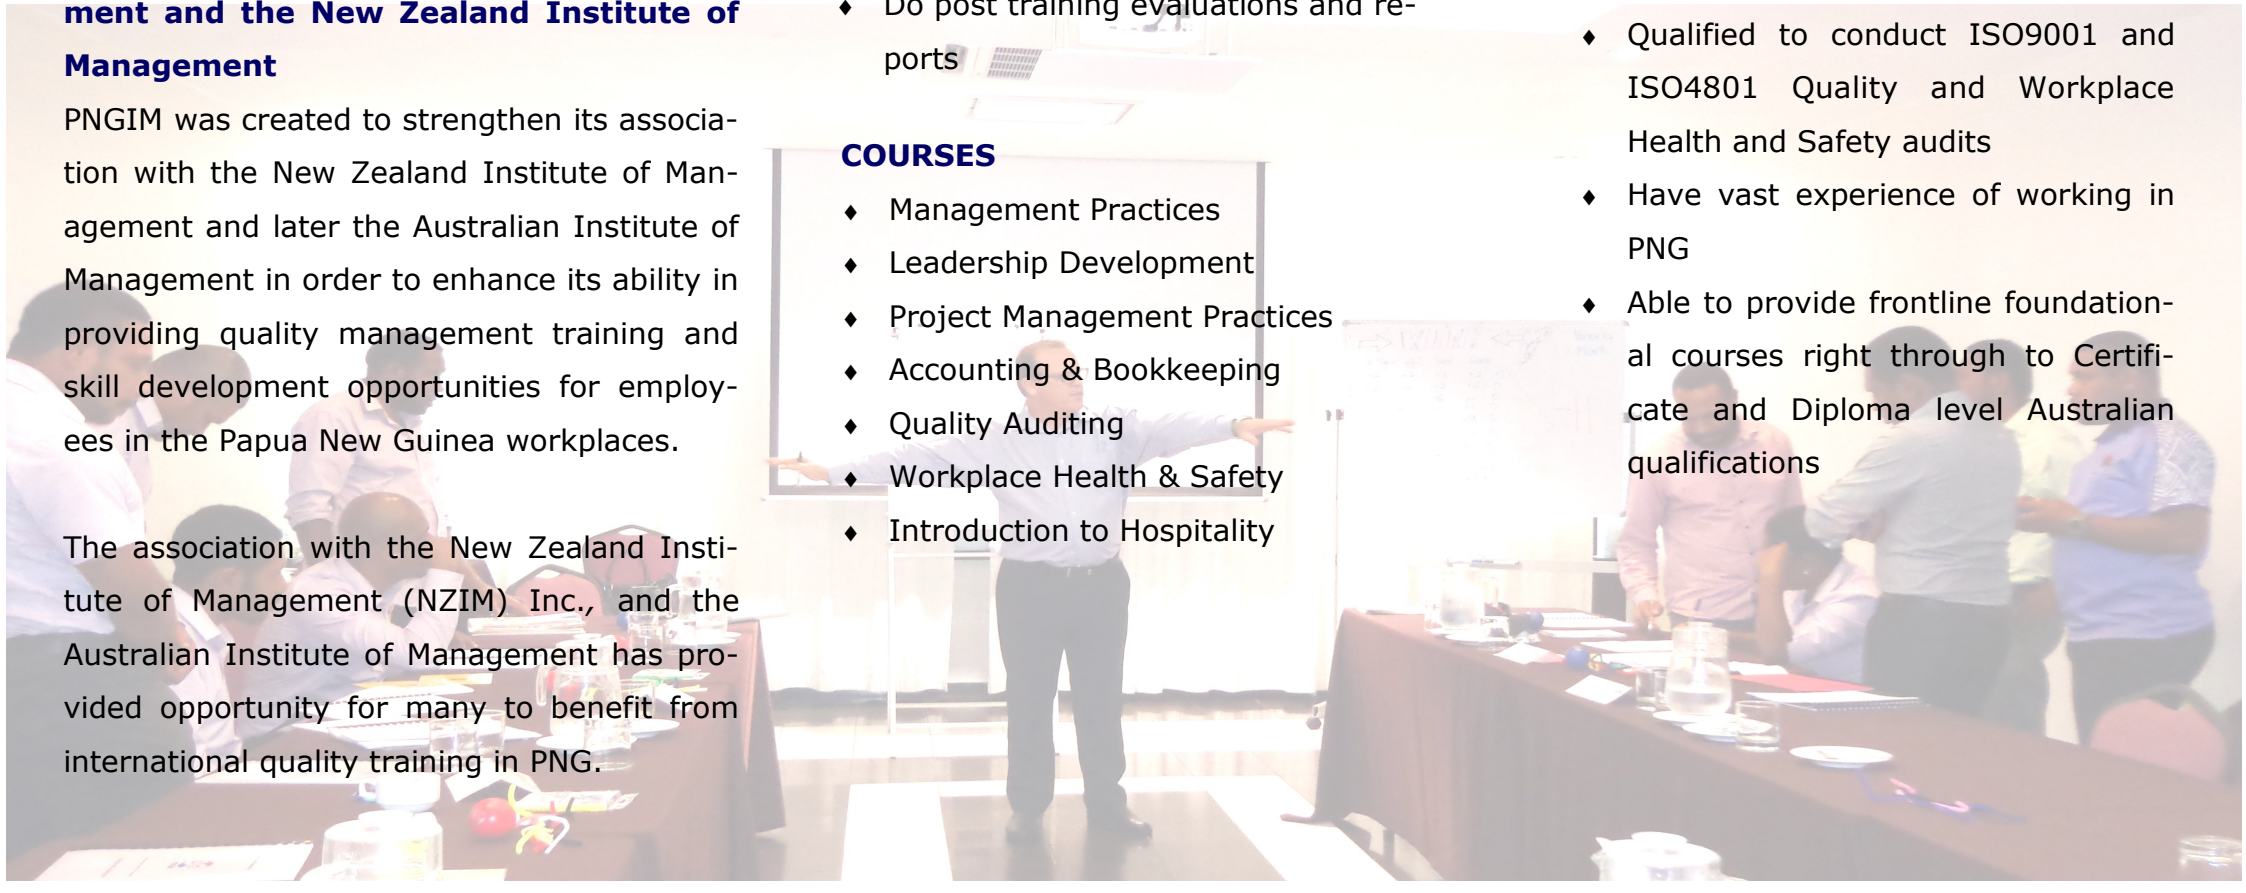 ment and the New Zealand Institute of
Management
PNGIM was created to strengthen its associa-
tion with the New Zealand Institute of Man-
agement and later the Australian Institute of
Management in order to enhance its ability in
providing quality management training and
skill development opportunities for employ-
ees in the Papua New Guinea workplaces.
The association with the New Zealand Insti-
tute of Management (NZIM) Inc., and the
Australian Institute of Management has pro-
vided opportunity for many to benefit from
international quality training in PNG.
♦ Do post training evaluations and re-
ports
COURSES
♦ Management Practices
♦ Leadership Development
♦ Project Management Practices
♦ Accounting & Bookkeeping
♦ Quality Auditing
♦ Workplace Health & Safety
♦ Introduction to Hospitality
♦ Qualified to conduct ISO9001 and
ISO4801 Quality and Workplace
Health and Safety audits
♦ Have vast experience of working in
PNG
♦ Able to provide frontline foundation-
al courses right through to Certifi-
cate and Diploma level Australian
qualifications